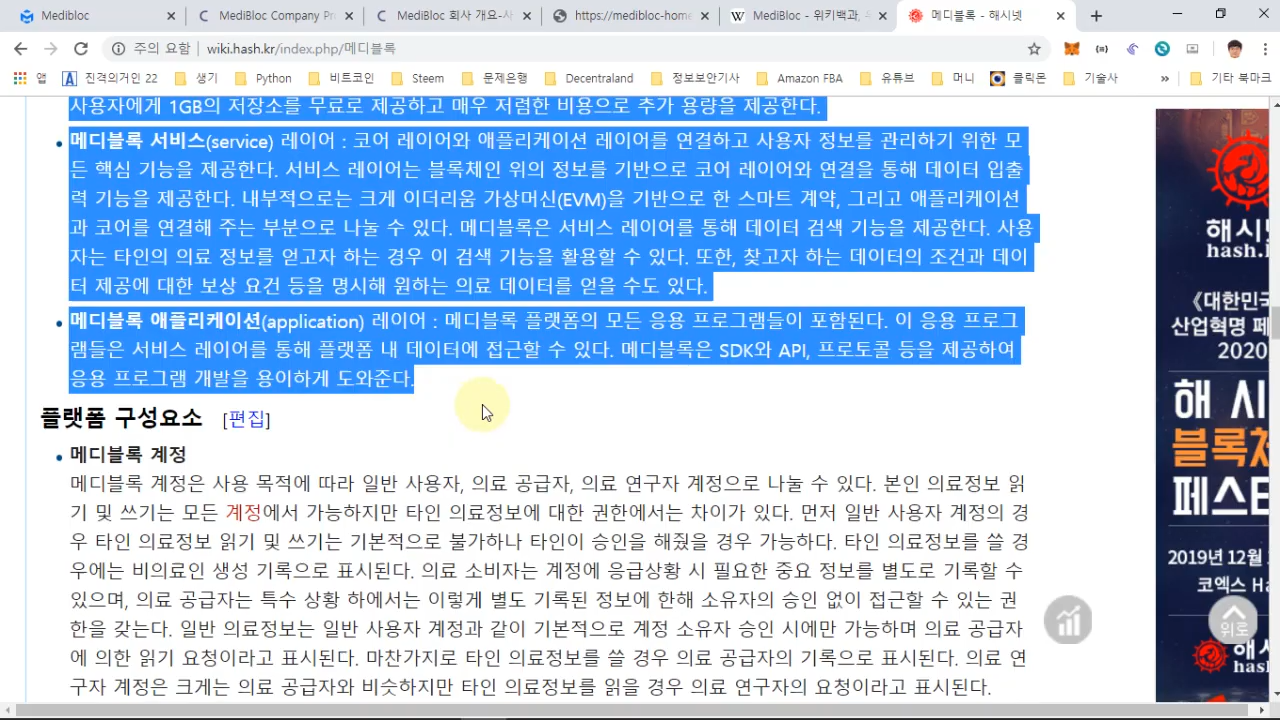 Medibloc
MediBloc Company Pr
MediBloc 회사 개요-사
https://medibloc-home
MediBloc - 위키백과, 우
메디블록 - 해시넷
주의 요함 | wiki.hash.kr/index.php/메디블록
앱
진격의거인 22
생기
Python
비트코인
Steem
문제은행
Decentraland
정보보안기사
Amazon FBA
유튜브
머니
클릭몬
기술사
»
기타 북마크
사용자에게 1GB의 저장소를 무료로 제공하고 매우 저렴한 비용으로 추가 용량을 제공한다.
메디블록 서비스(service) 레이어 : 코어 레이어와 애플리케이션 레이어를 연결하고 사용자 정보를 관리하기 위한 모
든 핵심 기능을 제공한다. 서비스 레이어는 블록체인 위의 정보를 기반으로 코어 레이어와 연결을 통해 데이터 입출
력 기능을 제공한다. 내부적으로는 크게 이더리움 가상머신(EVM)을 기반으로 한 스마트 계약, 그리고 애플리케이션
과 코어를 연결해 주는 부분으로 나눌 수 있다. 메디블록은 서비스 레이어를 통해 데이터 검색 기능을 제공한다. 사용
자는 타인의 의료 정보를 얻고자 하는 경우 이 검색 기능을 활용할 수 있다. 또한, 찾고자 하는 데이터의 조건과 데이
터 제공에 대한 보상 요건 등을 명시해 원하는 의료 데이터를 얻을 수도 있다.
메디블록 애플리케이션(application) 레이어 : 메디블록 플랫폼의 모든 응용 프로그램들이 포함된다. 이 응용 프로그
램들은 서비스 레이어를 통해 플랫폼 내 데이터에 접근할 수 있다. 메디블록은 SDK와 API, 프로토콜 등을 제공하여
응용 프로그램 개발을 용이하게 도와준다.
플랫폼 구성요소 [편집]
메디블록 계정
메디블록 계정은 사용 목적에 따라 일반 사용자, 의료 공급자, 의료 연구자 계정으로 나눌 수 있다. 본인 의료정보 읽
기 및 쓰기는 모든 계정에서 가능하지만 타인 의료정보에 대한 권한에서는 차이가 있다. 먼저 일반 사용자 계정의 경
우 타인 의료정보 읽기 및 쓰기는 기본적으로 불가하나 타인이 승인을 해줬을 경우 가능하다. 타인 의료정보를 쓸 경
우에는 비의료인 생성 기록으로 표시된다. 의료 소비자는 계정에 응급상황 시 필요한 중요 정보를 별도로 기록할 수
있으며, 의료 공급자는 특수 상황 하에서는 이렇게 별도 기록된 정보에 한해 소유자의 승인 없이 접근할 수 있는 권
한을 갖는다. 일반 의료정보는 일반 사용자 계정과 같이 기본적으로 계정 소유자 승인 시에만 가능하며 의료 공급자
에 의한 읽기 요청이라고 표시된다. 마찬가지로 타인 의료정보를 쓸 경우 의료 공급자의 기록으로 표시된다. 의료 연
구자 계정은 크게는 의료 공급자와 비슷하지만 타인 의료정보를 읽을 경우 의료 연구자의 요청이라고 표시된다.
해시넷
hash.
《대한민국
산업혁명 페
2020
해 시
블록체
페스티
2019년 12월
코엑스 Ha
위로
해시
hash